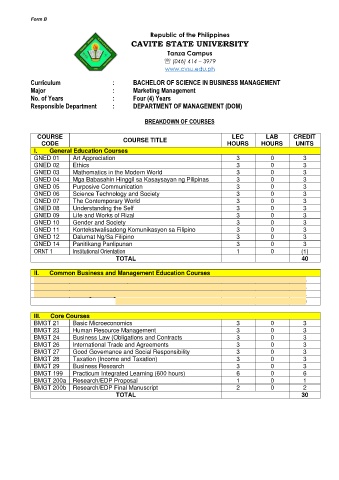 Form B
Republic of the Philippines
CAVITE STATE UNIVERSITY
Tanza Campus
☏ (046) 414 – 3979
www.cvsu.edu.ph
Curriculum : BACHELOR OF SCIENCE IN BUSINESS MANAGEMENT
Major : Marketing Management
No. of Years : Four (4) Years
Responsible Department : DEPARTMENT OF MANAGEMENT (DOM)
BREAKDOWN OF COURSES
COURSE CODE COURSE TITLE LEC HOURS LAB HOURS CREDIT UNITS
I. General Education Courses
GNED 01 Art Appreciation 3 0 3
GNED 02 Ethics 3 0 3
GNED 03 Mathematics in the Modern World 3 0 3
GNED 04 Mga Babasahin Hinggil sa Kasaysayan ng Pilipinas 3 0 3
GNED 05 Purposive Communication 3 0 3
GNED 06 Science Technology and Society 3 0 3
GNED 07 The Contemporary World 3 0 3
GNED 08 Understanding the Self 3 0 3
GNED 09 Life and Works of Rizal 3 0 3
GNED 10 Gender and Society 3 0 3
GNED 11 Kontekstwalisadong Komunikasyon sa Filipino 3 0 3
GNED 12 Dalumat Ng/Sa Filipino 3 0 3
GNED 14 Panitikang Panlipunan 3 0 3
ORNT 1 Institutional Orientation 1 0 (1)
TOTAL 40
II. Common Business and Management Education Courses
III. Core Courses
BMGT 21 Basic Microeconomics 3 0 3
BMGT 23 Human Resource Management 3 0 3
BMGT 24 Business Law (Obligations and Contracts 3 0 3
BMGT 26 International Trade and Agreements 3 0 3
BMGT 27 Good Governance and Social Responsibility 3 0 3
BMGT 28 Taxation (Income and Taxation) 3 0 3
BMGT 29 Business Research 3 0 3
BMGT 199 Practicum Integrated Learning (600 hours) 6 0 6
BMGT 200a Research/EDP Proposal 1 0 1
BMGT 200b Research/EDP Final Manuscript 2 0 2
TOTAL 30